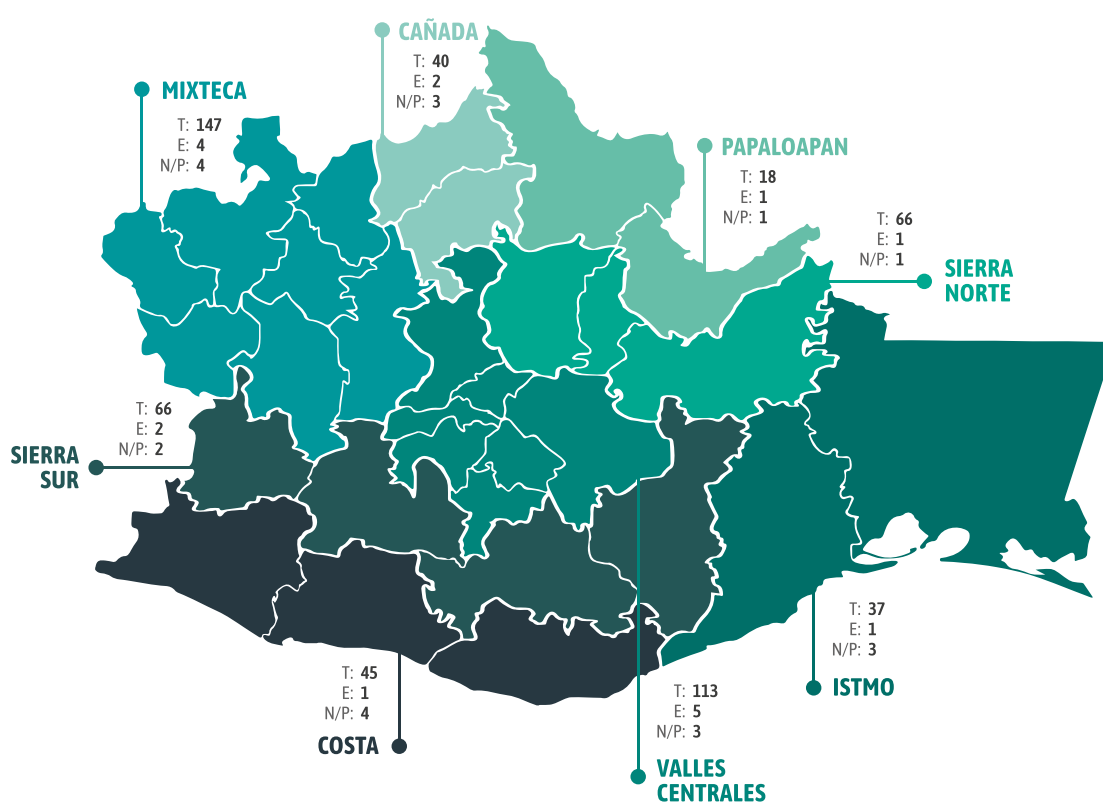 CAÑADA
T: 40
E: 2
N/P: 3
MIXTECA
T: 147
E: 4
N/P: 4
PAPALOAPAN
T: 18
E: 1
N/P: 1
T: 66
E: 1
N/P: 1
SIERRA
NORTE
T: 66
E: 2
N/P: 2
SIERRA
SUR
T: 37
E: 1
N/P: 3
ISTMO
T: 45
E: 1
N/P: 4
COSTA
T: 113
E: 5
N/P: 3
VALLES
CENTRALES